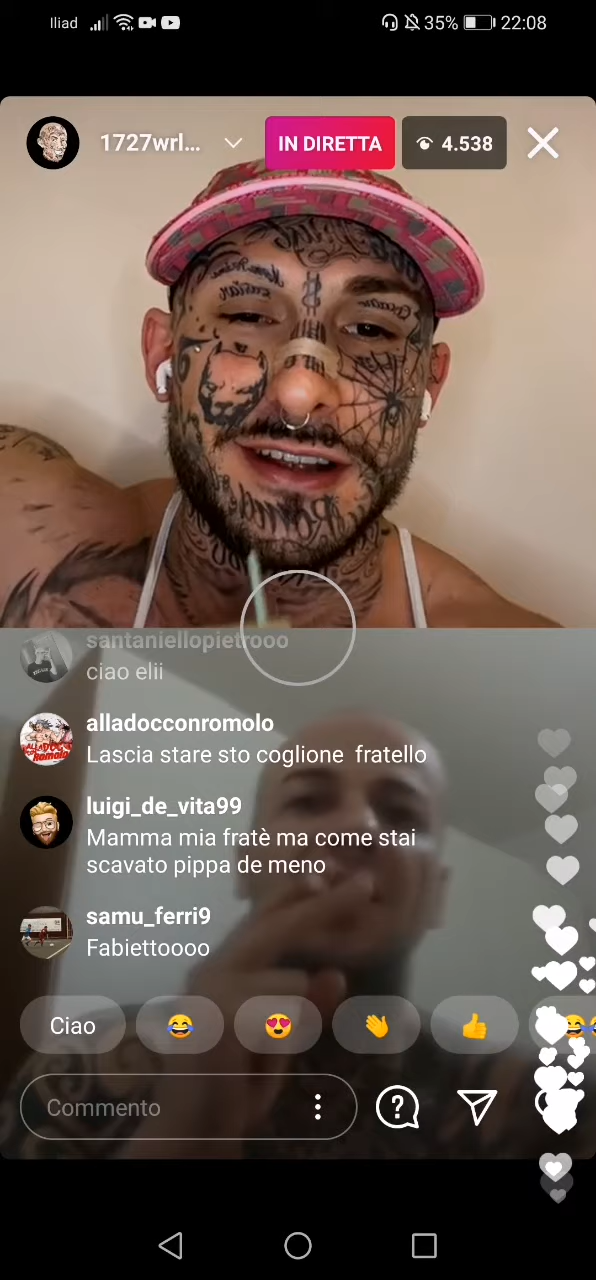 Iliad 35% 22:08
1727wrl... IN DIRETTA 4.538
santaniellopietrooo
ciao elii
alladocconromolo
Lascia stare sto coglione fratello
luigi_de_vita99
Mamma mia fratè ma come stai
scavato pippa de meno
samu_ferri9
Fabiettoooo
Ciao
Commento